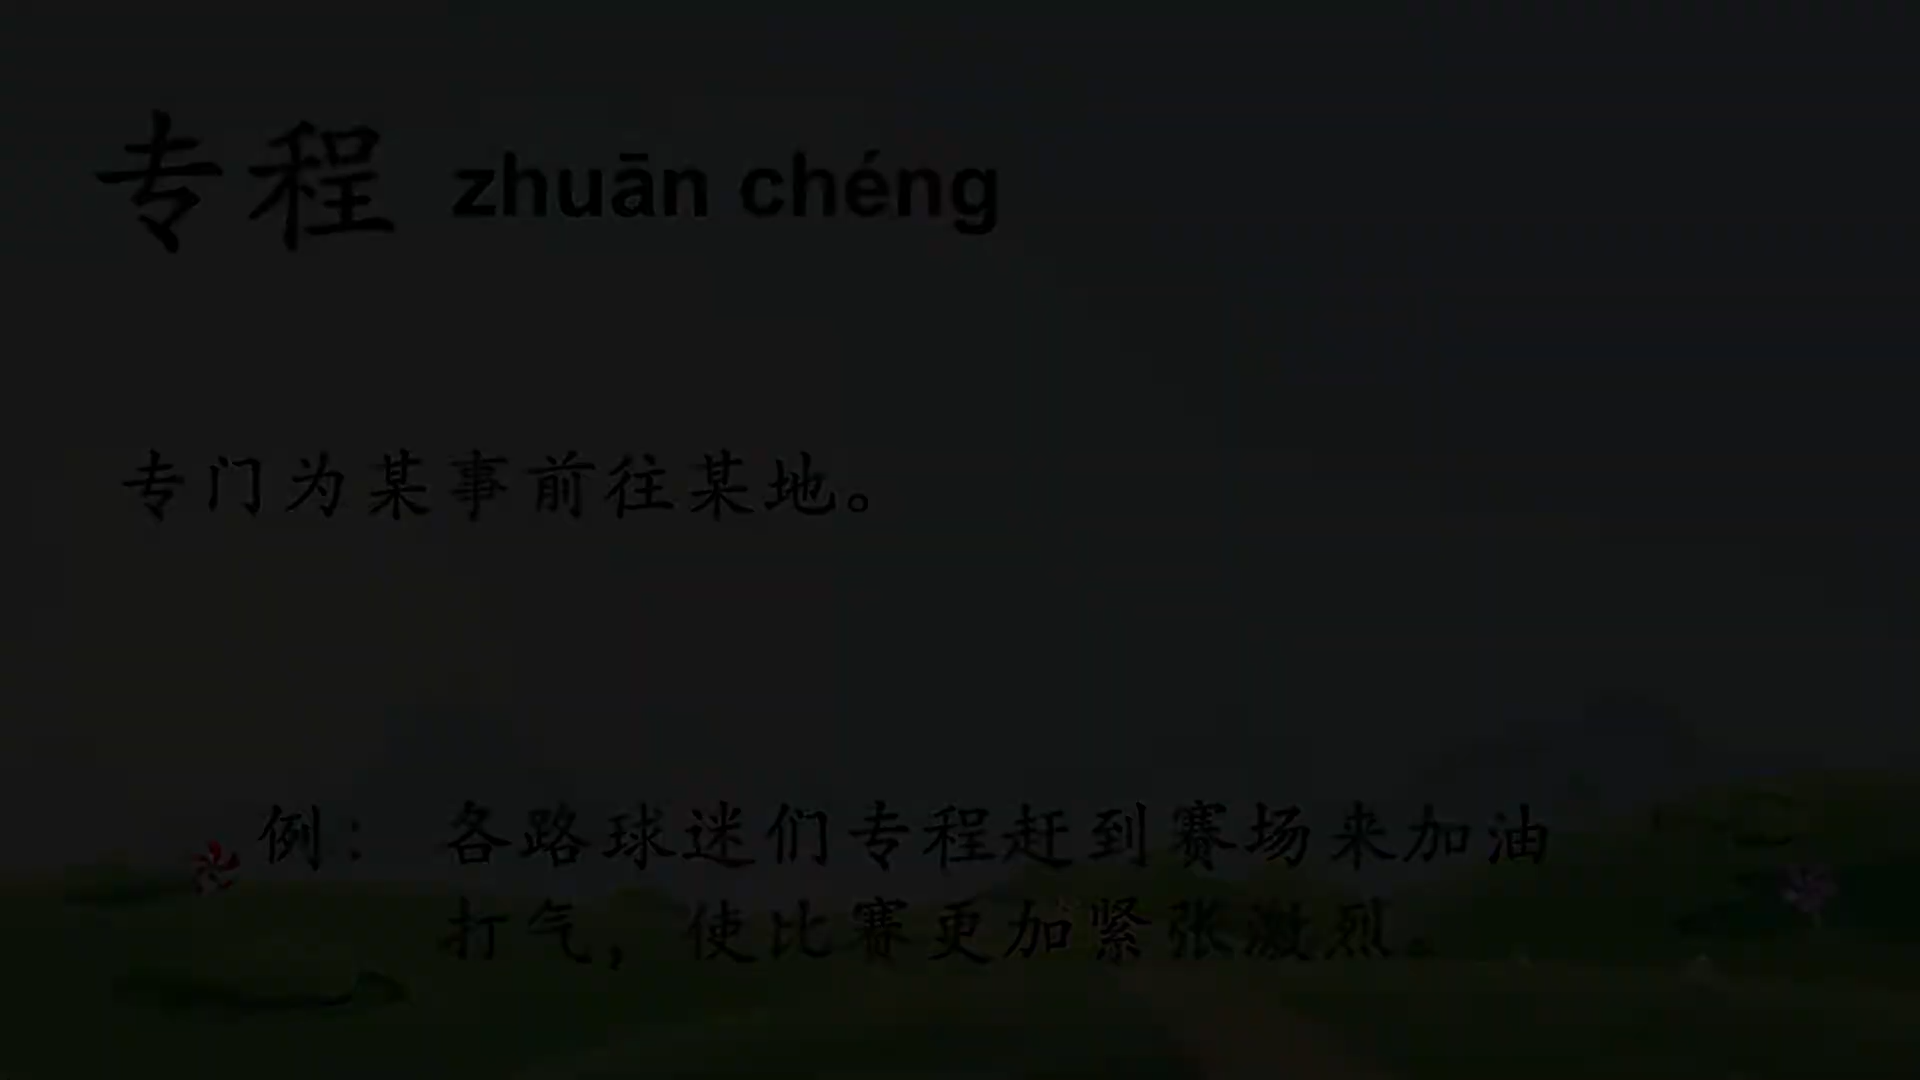 专程 zhuān chéng
专门为某事前往某地。
例： 各路球迷们专程赶到赛场来加油
打气，使比赛更加紧张激烈。